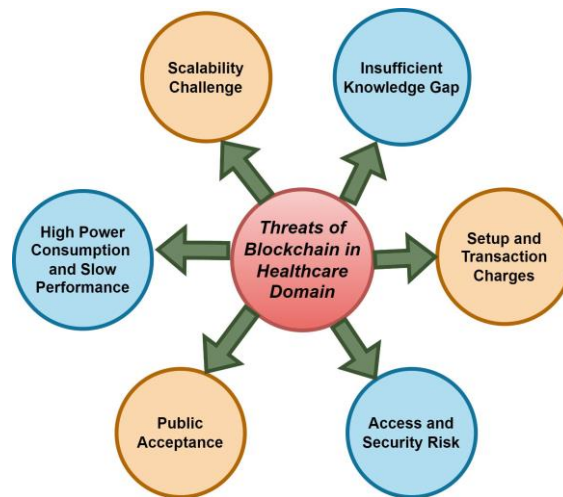 Scalability
Challenge
Insufficient
Knowledge Gap
High Power
Consumption
and Slow
Performance
Threats of
Blockchain in
Healthcare
Domain
Setup and
Transaction
Charges
Public
Acceptance
Access and
Security Risk